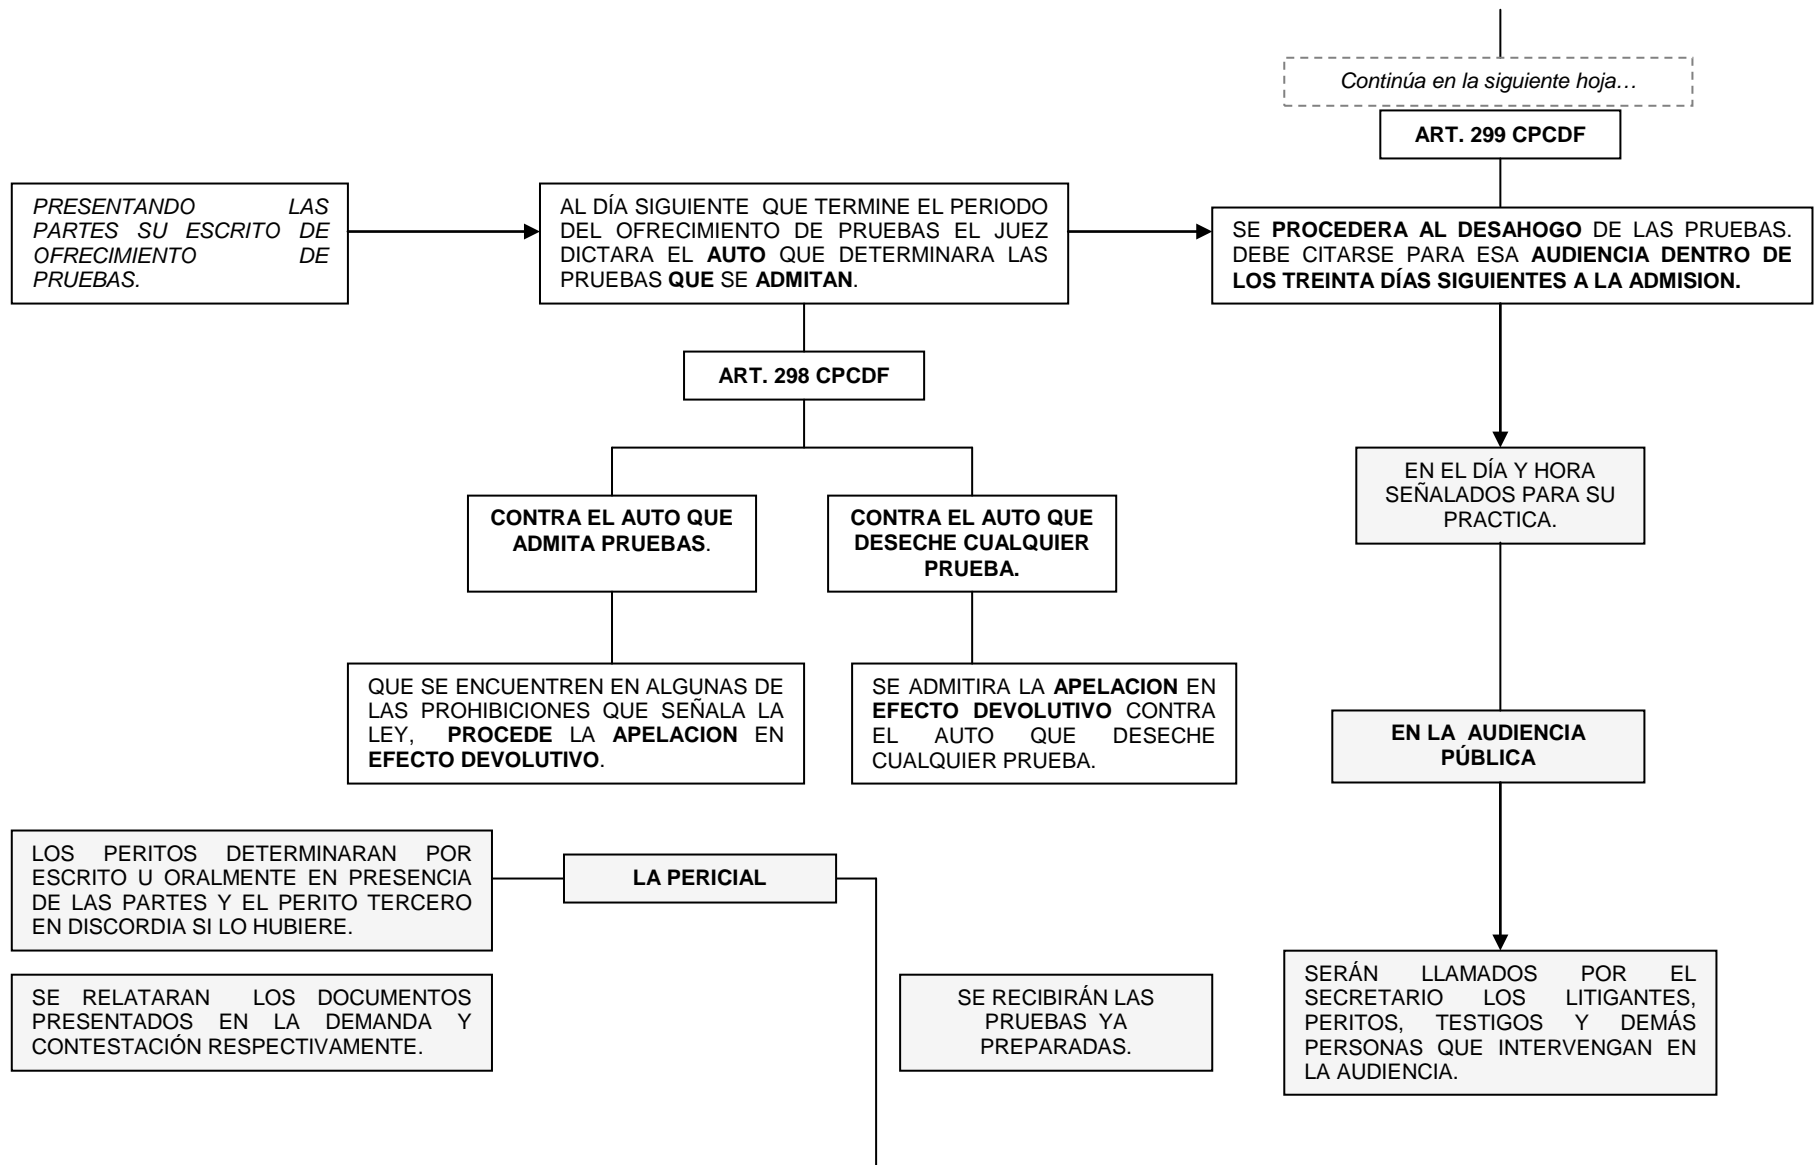 Continúa en la siguiente hoja…
ART. 299 CPCDF
PRESENTANDO LAS
PARTES SU ESCRITO DE
OFRECIMIENTO DE
PRUEBAS.
AL DÍA SIGUIENTE QUE TERMINE EL PERIODO
DEL OFRECIMIENTO DE PRUEBAS EL JUEZ
DICTARA EL AUTO QUE DETERMINARA LAS
PRUEBAS QUE SE ADMITAN.
SE PROCEDERA AL DESAHOGO DE LAS PRUEBAS.
DEBE CITARSE PARA ESA AUDIENCIA DENTRO DE
LOS TREINTA DÍAS SIGUIENTES A LA ADMISION.
ART. 298 CPCDF
EN EL DÍA Y HORA
SEÑALADOS PARA SU
PRACTICA.
CONTRA EL AUTO QUE
ADMITA PRUEBAS.
CONTRA EL AUTO QUE
DESECHE CUALQUIER
PRUEBA.
QUE SE ENCUENTREN EN ALGUNAS DE
LAS PROHIBICIONES QUE SEÑALA LA
LEY, PROCEDE LA APELACION EN
EFECTO DEVOLUTIVO.
SE ADMITIRA LA APELACION EN
EFECTO DEVOLUTIVO CONTRA
EL AUTO QUE DESECHE
CUALQUIER PRUEBA.
EN LA AUDIENCIA
PÚBLICA
LOS PERITOS DETERMINARAN POR
ESCRITO U ORALMENTE EN PRESENCIA
DE LAS PARTES Y EL PERITO TERCERO
EN DISCORDIA SI LO HUBIERE.
LA PERICIAL
SE RELATARAN LOS DOCUMENTOS
PRESENTADOS EN LA DEMANDA Y
CONTESTACIÓN RESPECTIVAMENTE.
SE RECIBIRÁN LAS
PRUEBAS YA
PREPARADAS.
SERÁN LLAMADOS POR EL
SECRETARIO LOS LITIGANTES,
PERITOS, TESTIGOS Y DEMÁS
PERSONAS QUE INTERVENGAN EN
LA AUDIENCIA.